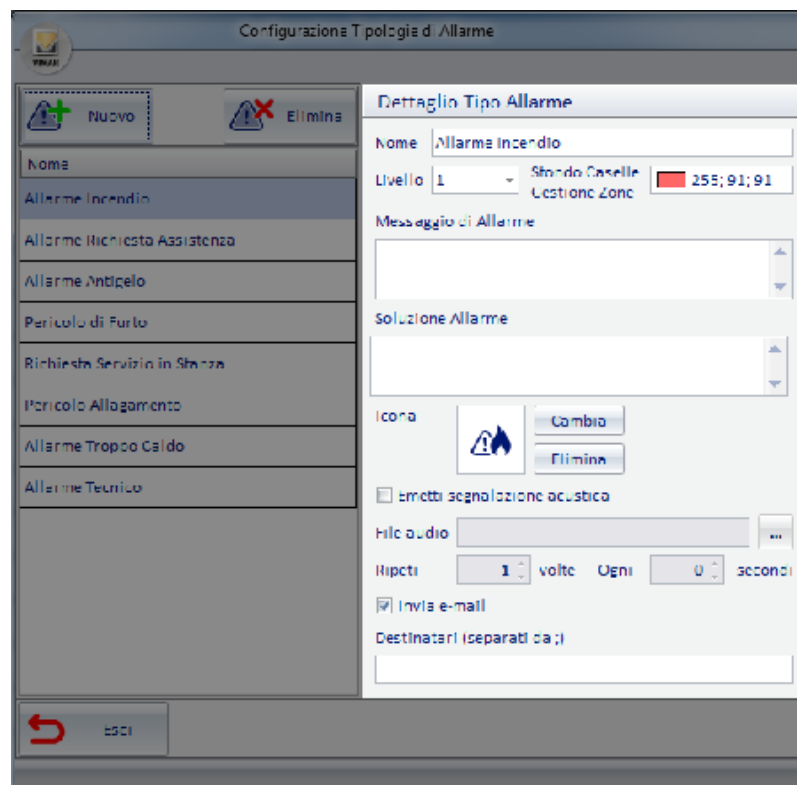 Configurazione Tipologie di Allarme
VIMAR
Nuovo
Elimina
Nome
Allarme Incendio
Allarme Richiesta Assistenza
Allarme Antigelo
Pericolo di Furto
Richiesta Servizio in Stanza
Pericolo Allagamento
Allarme Troppo Caldo
Allarme Tecnico
Esci
Dettaglio Tipo Allarme
Nome Allarme Incendio
Livello 1 Sfondo Caselle Gestione Zone 255; 91; 91
Messaggio di Allarme
Soluzione Allarme
Icona
Cambia
Elimina
Emetti segnalazione acustica
File audio ...
Ripeti 1 volte Ogni 0 secondi
Invia e-mail
Destinatari (separati da ;)